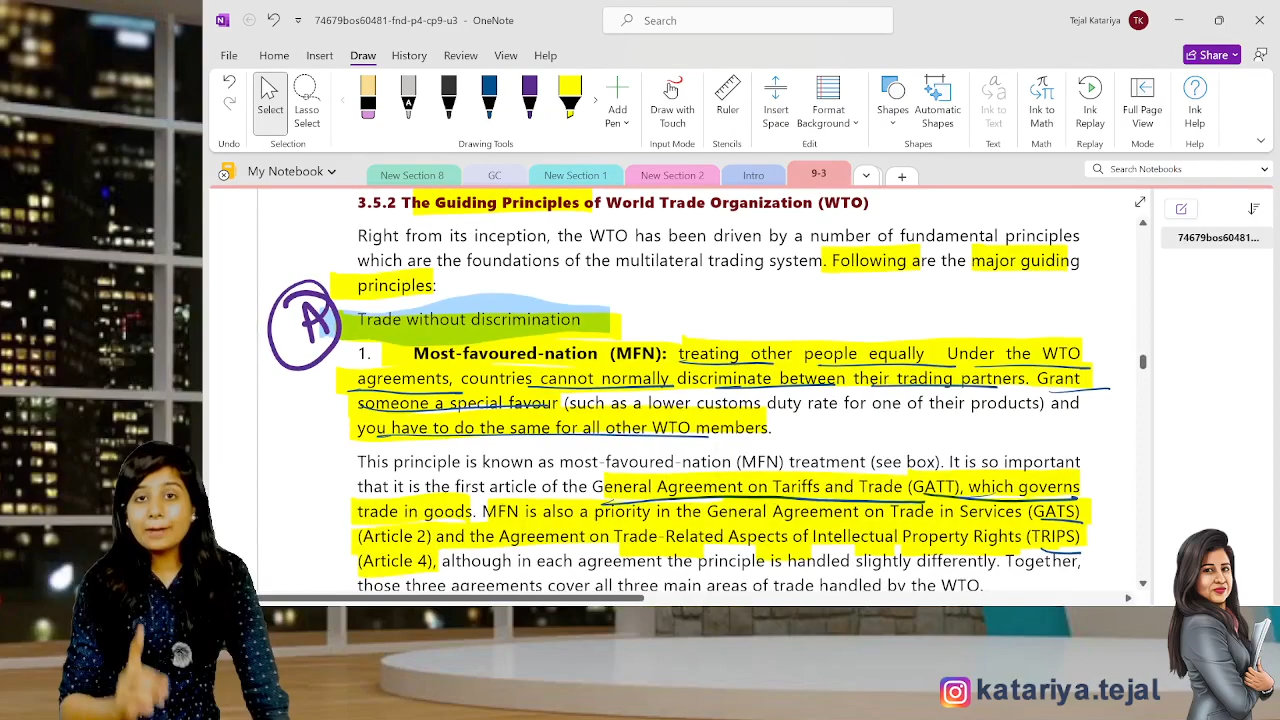 74679bos60481-fnd-p4-cp9-u3 - OneNote
Search
Tejal Katariya
TK
File Home Insert Draw History Review View Help
Share
Undo
Select
Lasso Select
Selection
Drawing Tools
Add Pen
Draw with Touch
Input Mode
Ruler
Stencils
Insert Space
Format Background
Edit
Shapes
Automatic Shapes
Shapes
Ink to Text
Text
Ink to Math
Math
Ink Replay
Replay
Full Page View
Mode
Ink Help
Help
My Notebook
New Section 8
GC
New Section 1
New Section 2
Intro
9-3
Search Notebooks
74679bos60481...
3.5.2 The Guiding Principles of World Trade Organization (WTO)
Right from its inception, the WTO has been driven by a number of fundamental principles
which are the foundations of the multilateral trading system. Following are the major guiding
principles:
A
Trade without discrimination
1. Most-favoured-nation (MFN): treating other people equally Under the WTO
agreements, countries cannot normally discriminate between their trading partners. Grant
someone a special favour (such as a lower customs duty rate for one of their products) and
you have to do the same for all other WTO members.
This principle is known as most-favoured-nation (MFN) treatment (see box). It is so important
that it is the first article of the General Agreement on Tariffs and Trade (GATT), which governs
trade in goods. MFN is also a priority in the General Agreement on Trade in Services (GATS)
(Article 2) and the Agreement on Trade-Related Aspects of Intellectual Property Rights (TRIPS)
(Article 4), although in each agreement the principle is handled slightly differently. Together,
those three agreements cover all three main areas of trade handled by the WTO.
katariya.tejal